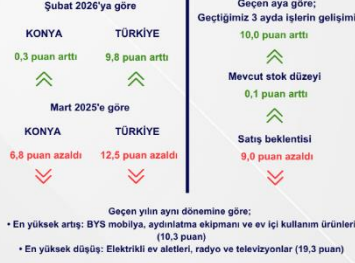 Şubat 2026'ya göre
KONYA TÜRKİYE
0,3 puan arttı 9,8 puan arttı
Mart 2025'e göre
KONYA TÜRKİYE
6,8 puan azaldı 12,5 puan azaldı
Geçen aya göre;
Geçtiğimiz 3 ayda işlerin gelişimi
10,0 puan arttı
Mevcut stok düzeyi
0,1 puan arttı
Satış beklentisi
9,0 puan azaldı
Geçen yılın aynı dönemine göre;
• En yüksek artış: BYS mobilya, aydınlatma ekipmanı ve ev içi kullanım ürünleri
(10,3 puan)
• En yüksek düşüş: Elektrikli ev aletleri, radyo ve televizyonlar (19,3 puan)